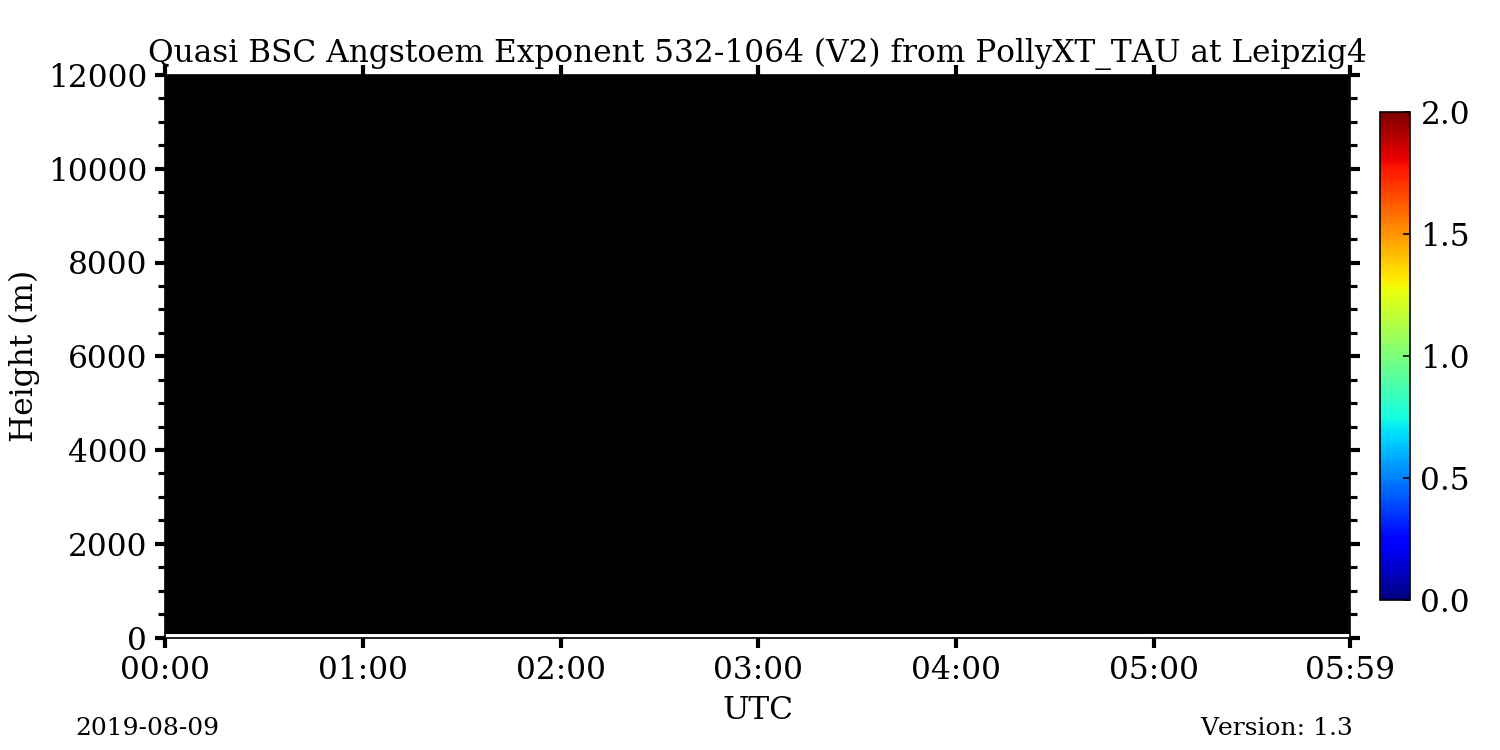 Quasi BSC Angstoem Exponent 532-1064 (V2) from PollyXT_TAU at Leipzig4
12000
10000
8000
6000
4000
2000
0
Height (m)
00:00 01:00 02:00 03:00 04:00 05:00 05:59
UTC
2.0
1.5
1.0
0.5
0.0
2019-08-09
Version: 1.3